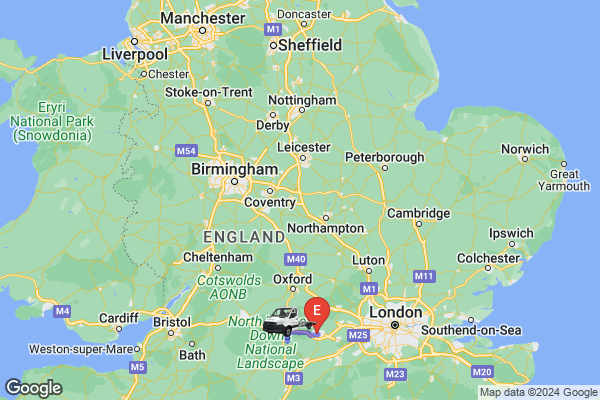 Doncaster
Manchester
M1
Liverpool
Sheffield
Chester
Stoke-on-Trent
Eryri
National Park
(Snowdonia)
Nottingham
Derby
Leicester
M54
Peterborough
Norwich
Birmingham
Great
Yarmouth
Coventry
Cambridge
Northampton
ENGLAND
Ipswich
M40
Cheltenham
Luton
M11
Colchester
Cotswolds
AONB
Oxford
M1
M4
Cardiff
Bristol
North
London
M25
Southend-on-Sea
E
Bath
National
Landscape
Weston-super-Mare
M5
M3
M23
M20
Google
Google
Map data ©2024 Google